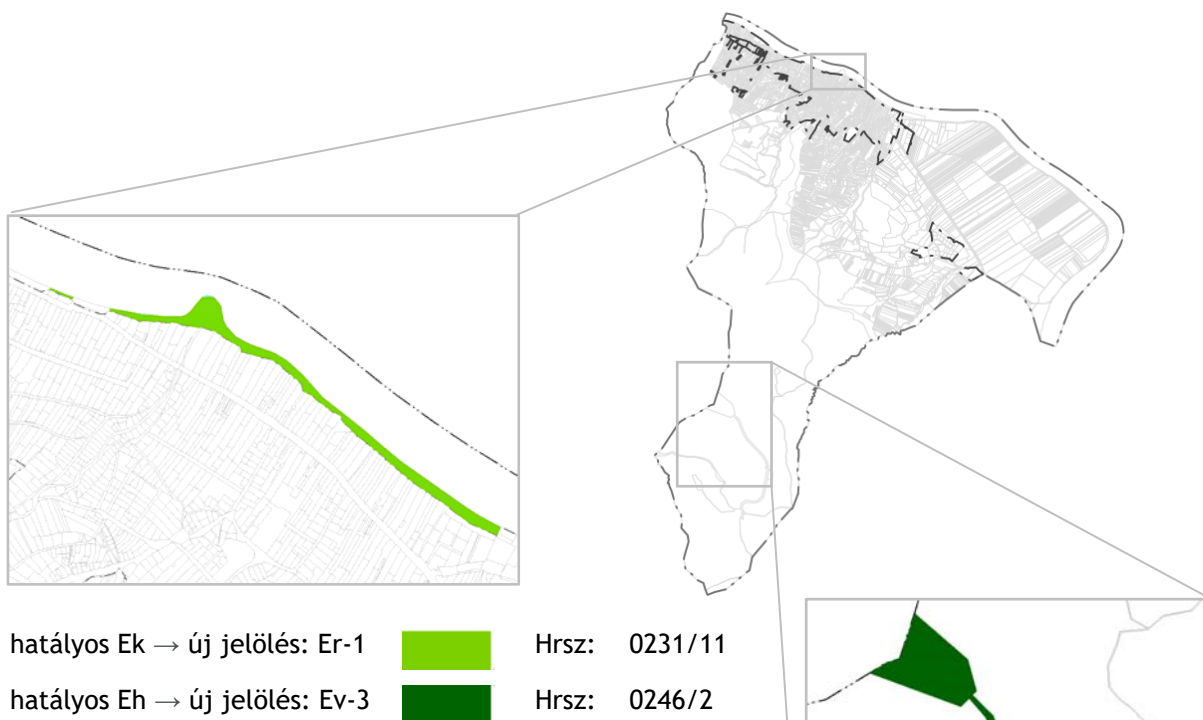 hatályos Ek → új jelölés: Er-1 Hrsz: 0231/11
hatályos Eh → új jelölés: Ev-3 Hrsz: 0246/2